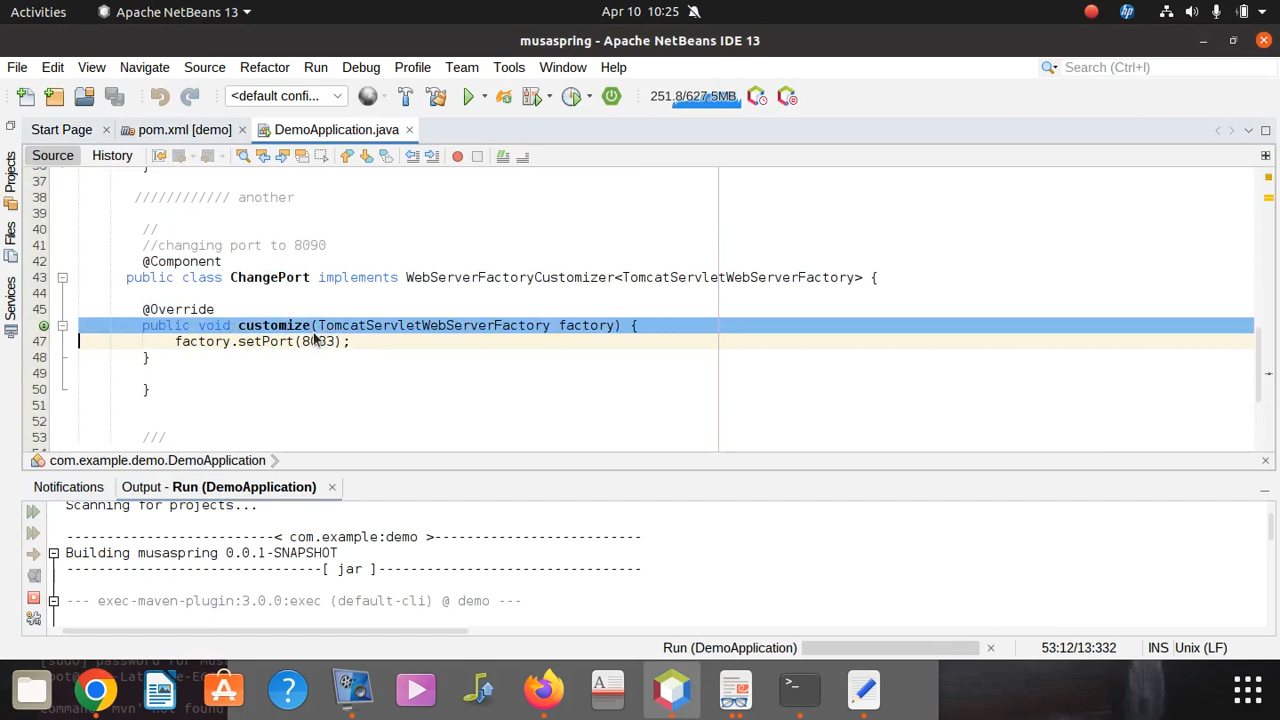 Activities Apache NetBeans 13 Apr 10 10:25
musaspring - Apache NetBeans IDE 13
File Edit View Navigate Source Refactor Run Debug Profile Team Tools Window Help Search (Ctrl+I)
<default confi... 251.8/627.5MB
Start Page pom.xml [demo] DemoApplication.java
Source History
Projects
Files
Services
36 }
37
38 //////////// another
39
40 //
41 //changing port to 8090
42 @Component
43 public class ChangePort implements WebServerFactoryCustomizer<TomcatServletWebServerFactory> {
44
45 @Override
public void customize(TomcatServletWebServerFactory factory) {
47 factory.setPort(8033);
48 }
49
50 }
51
52
53 ///
com.example.demo.DemoApplication
Notifications Output - Run (DemoApplication)
Scanning for projects...
--------------------------< com.example:demo >--------------------------
Building musaspring 0.0.1-SNAPSHOT
--------------------------------[ jar ]---------------------------------
--- exec-maven-plugin:3.0.0:exec (default-cli) @ demo ---
Run (DemoApplication) 53:12/13:332 INS Unix (LF)